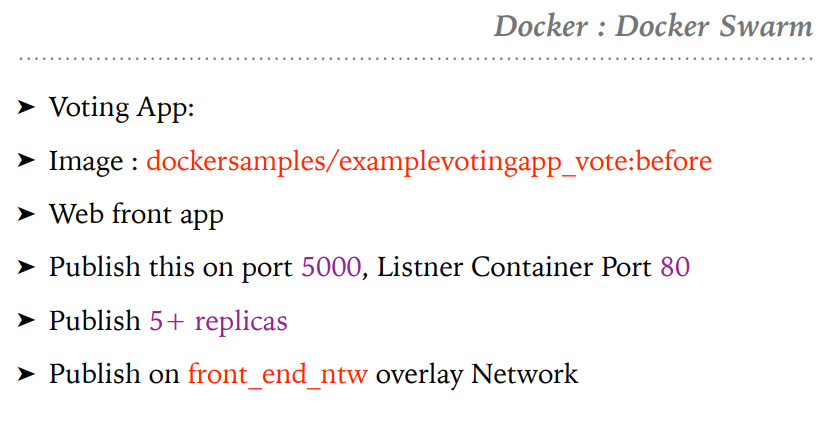 Docker : Docker Swarm
➤ Voting App:
➤ Image : dockersamples/examplevotingapp_vote:before
➤ Web front app
➤ Publish this on port 5000, Listner Container Port 80
➤ Publish 5+ replicas
➤ Publish on front_end_ntw overlay Network